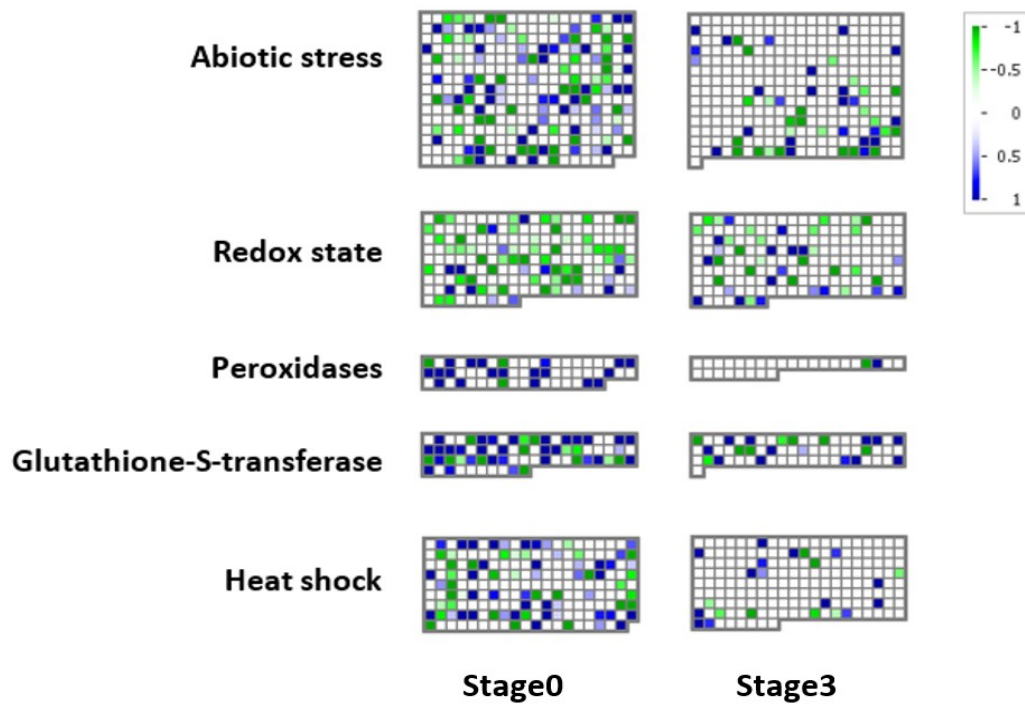 Abiotic stress
Redox state
Peroxidases
Glutathione-S-transferase
Heat shock
Stage0
Stage3
-1
-0.5
0
0.5
1